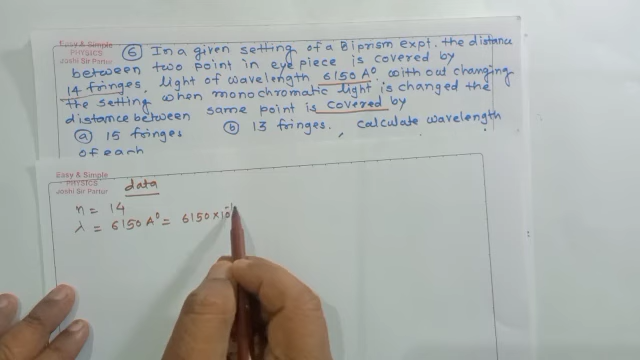 Easy & Simple
PHYSICS
Joshi Sir Partur
⑥ In a given setting of a Biprism expt. the distance
between two point in eye piece is covered by
14 fringes. light of wavelength 6150 A° with out changing
the setting when monochromatic light is changed the
distance between same point is covered by
ⓐ 15 fringes ⓑ 13 fringes. calculate wavelength
of each
Easy & Simple
PHYSICS
Joshi Sir Partur
data
n = 14
λ = 6150 A° = 6150 × 10